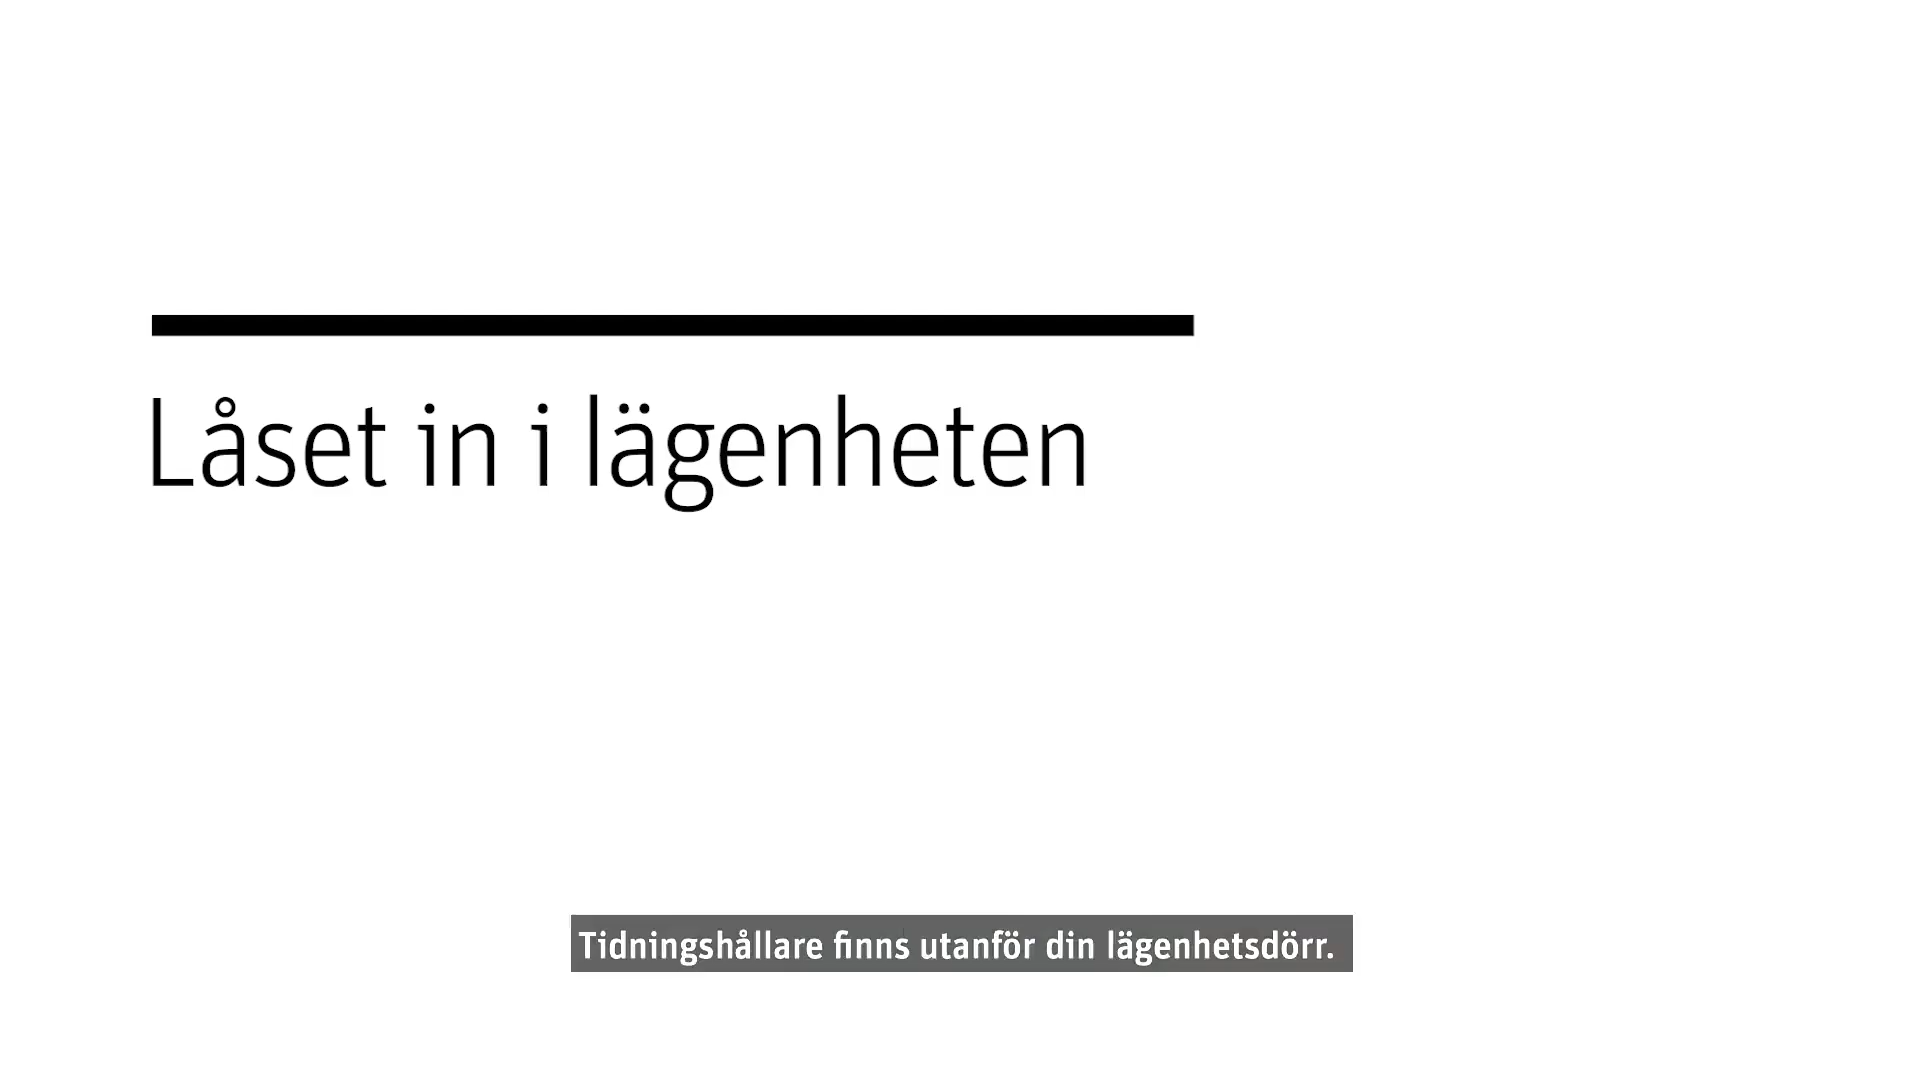 Låset in i lägenheten
Tidningshållare finns utanför din lägenhetsdörr.